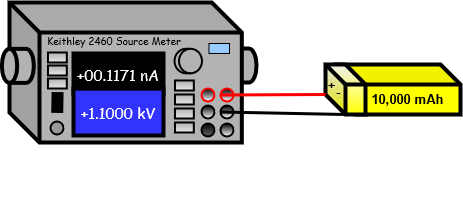 Keithley 2460 Source Meter
+00.1171 nA
+1.1000 kV
+
-
10,000 mAh